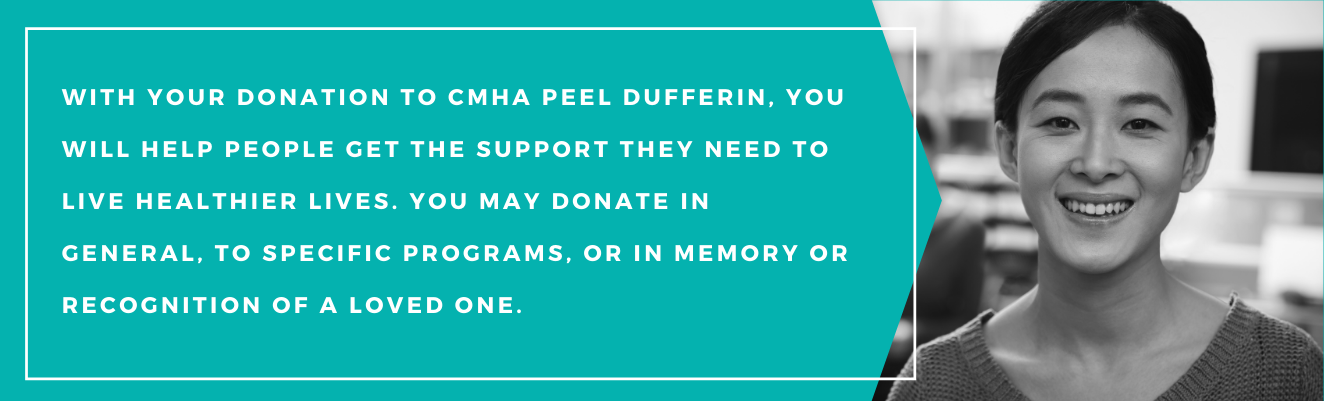 WITH YOUR DONATION TO CMHA PEEL DUFFERIN, YOU
WILL HELP PEOPLE GET THE SUPPORT THEY NEED TO
LIVE HEALTHIER LIVES. YOU MAY DONATE IN
GENERAL, TO SPECIFIC PROGRAMS, OR IN MEMORY OR
RECOGNITION OF A LOVED ONE.